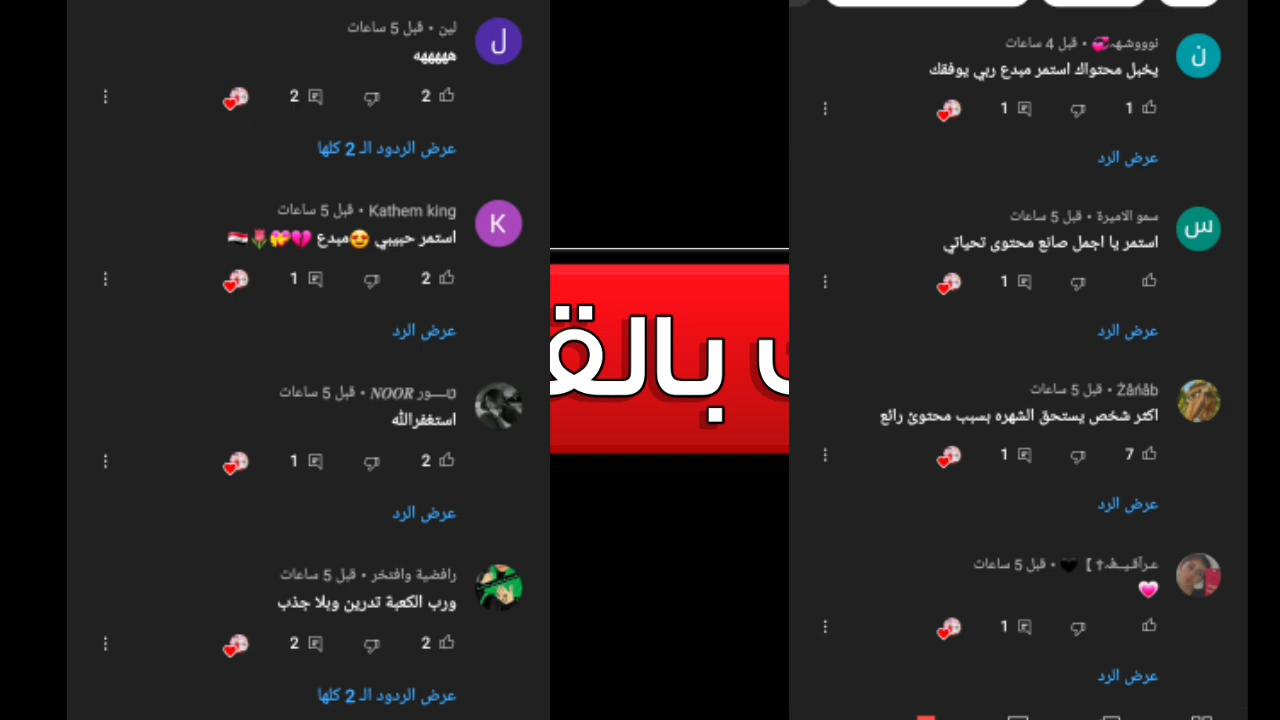 نوووشهہ💞 • قبل 4 ساعات
يخبل محتواك استمر مبدع ربي يوفقك
1 1
عرض الرد
سمو الاميرة • قبل 5 ساعات
استمر يا اجمل صانع محتوى تحياتي
1
عرض الرد
Żåńåb • قبل 5 ساعات
اكثر شخص يستحق الشهره بسبب محتوئ رائع
7 1
عرض الرد
قبل 5 ساعات
💗
1
عرض الرد
بالق
لين • قبل 5 ساعات
هههههه
2 2
عرض الردود الـ 2 كلها
Kathem king • قبل 5 ساعات
استمر حبيبي 😍مبدع 💔💝🌷🇮🇶
2 1
عرض الرد
نـــور NOOR • قبل 5 ساعات
استغفرالله
2 1
عرض الرد
رافضية وافتخر • قبل 5 ساعات
ورب الكعبة تدرين وبلا جذب
2 2
عرض الردود الـ 2 كلها